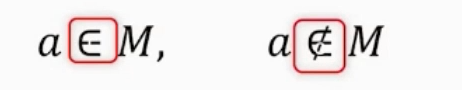 a ∈ M, a ∉ M